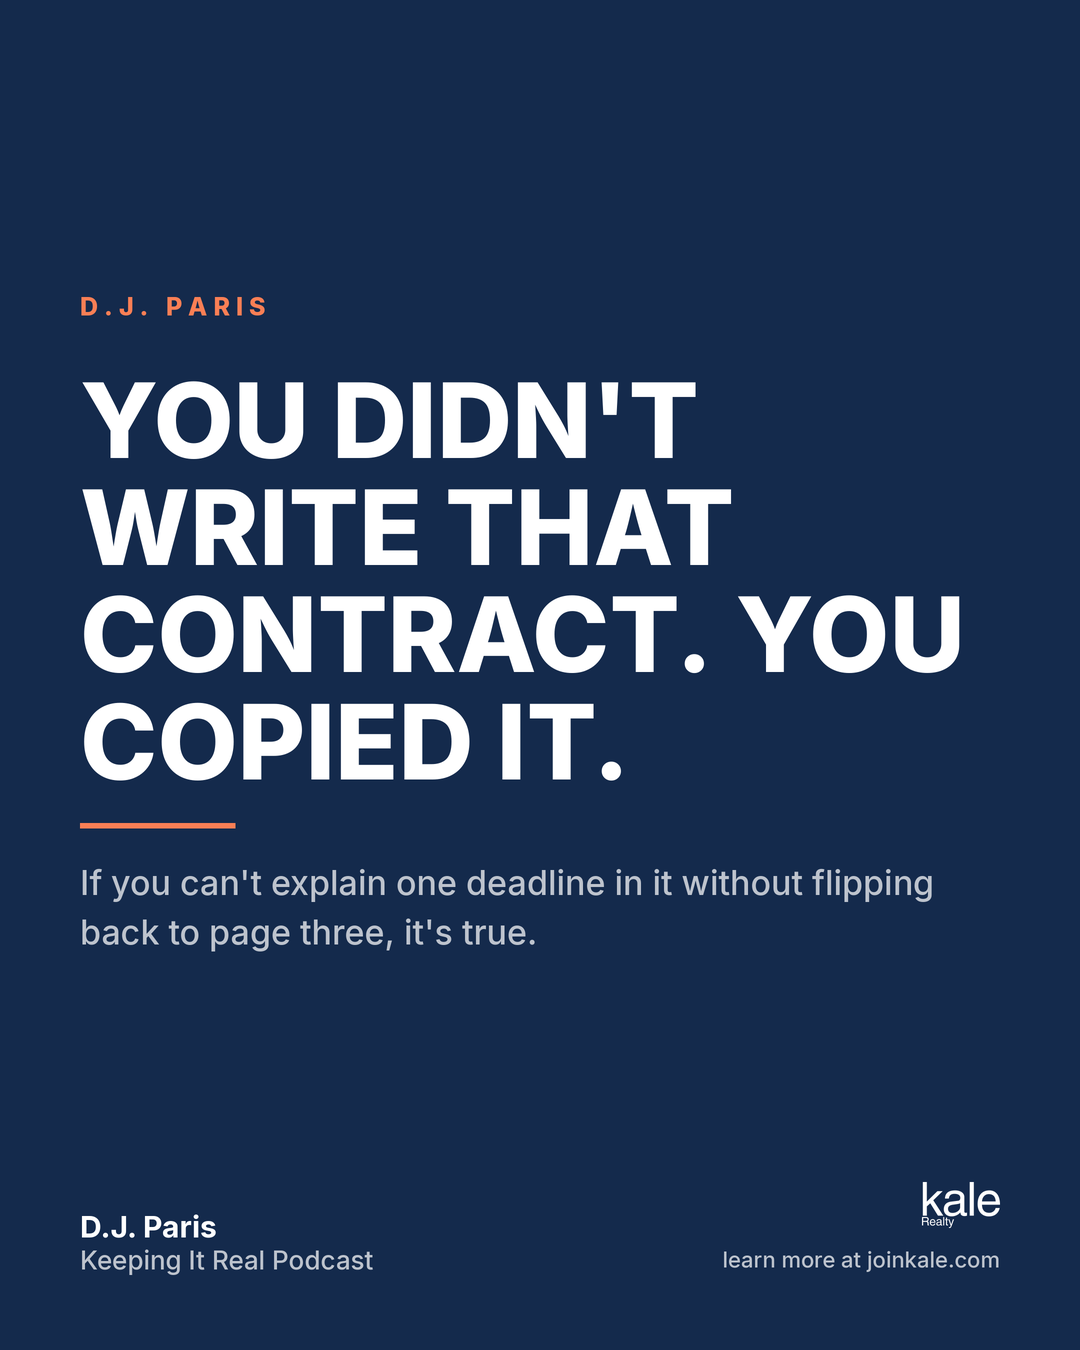 D.J. PARIS
YOU DIDN'T
WRITE THAT
CONTRACT. YOU
COPIED IT.
If you can't explain one deadline in it without flipping
back to page three, it's true.
D.J. Paris
Keeping It Real Podcast
kale
Realty
learn more at joinkale.com